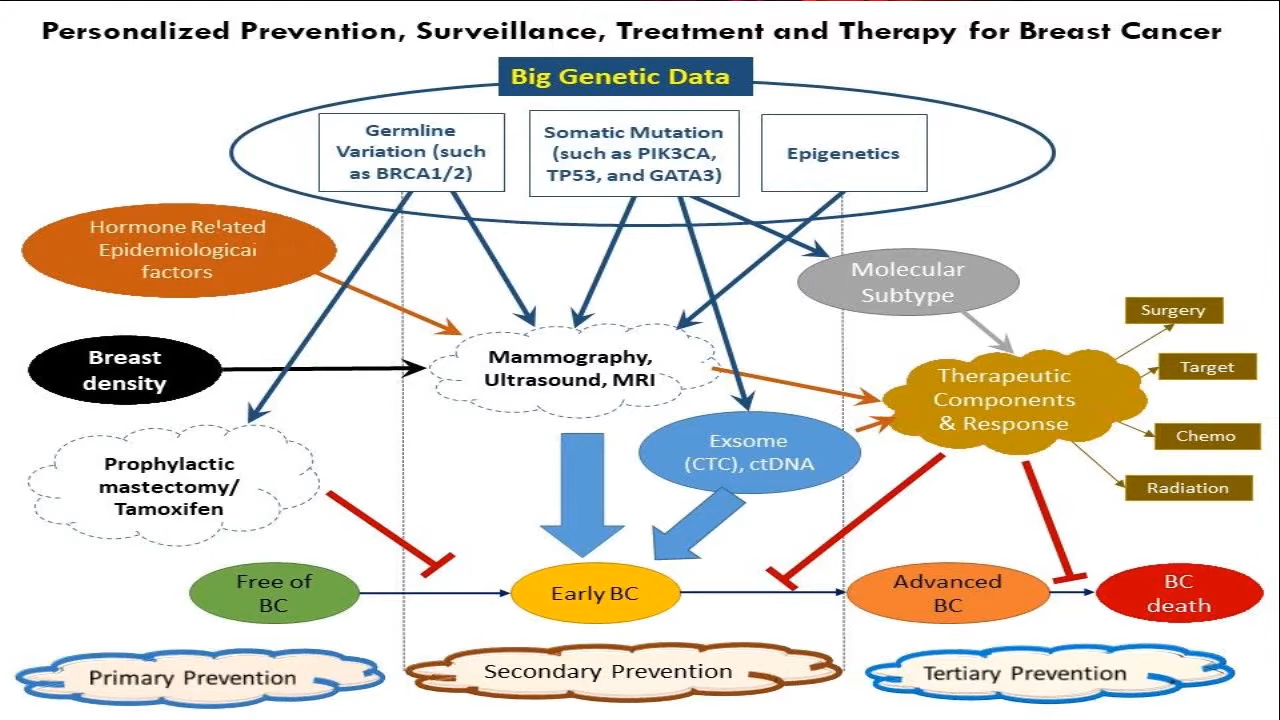 Personalized Prevention, Surveillance, Treatment and Therapy for Breast Cancer
Big Genetic Data
Germline
Variation (such
as BRCA1/2)
Somatic Mutation
(such as PIK3CA,
TP53, and GATA3)
Epigenetics
Hormone Related
Epidemiological
factors
Molecular
Subtype
Breast
density
Mammography,
Ultrasound, MRI
Therapeutic
Components
& Response
Surgery
Target
Chemo
Radiation
Prophylactic
mastectomy/
Tamoxifen
Exsome
(CTC), ctDNA
Free of
BC
Early BC
Advanced
BC
BC
death
Primary Prevention
Secondary Prevention
Tertiary Prevention